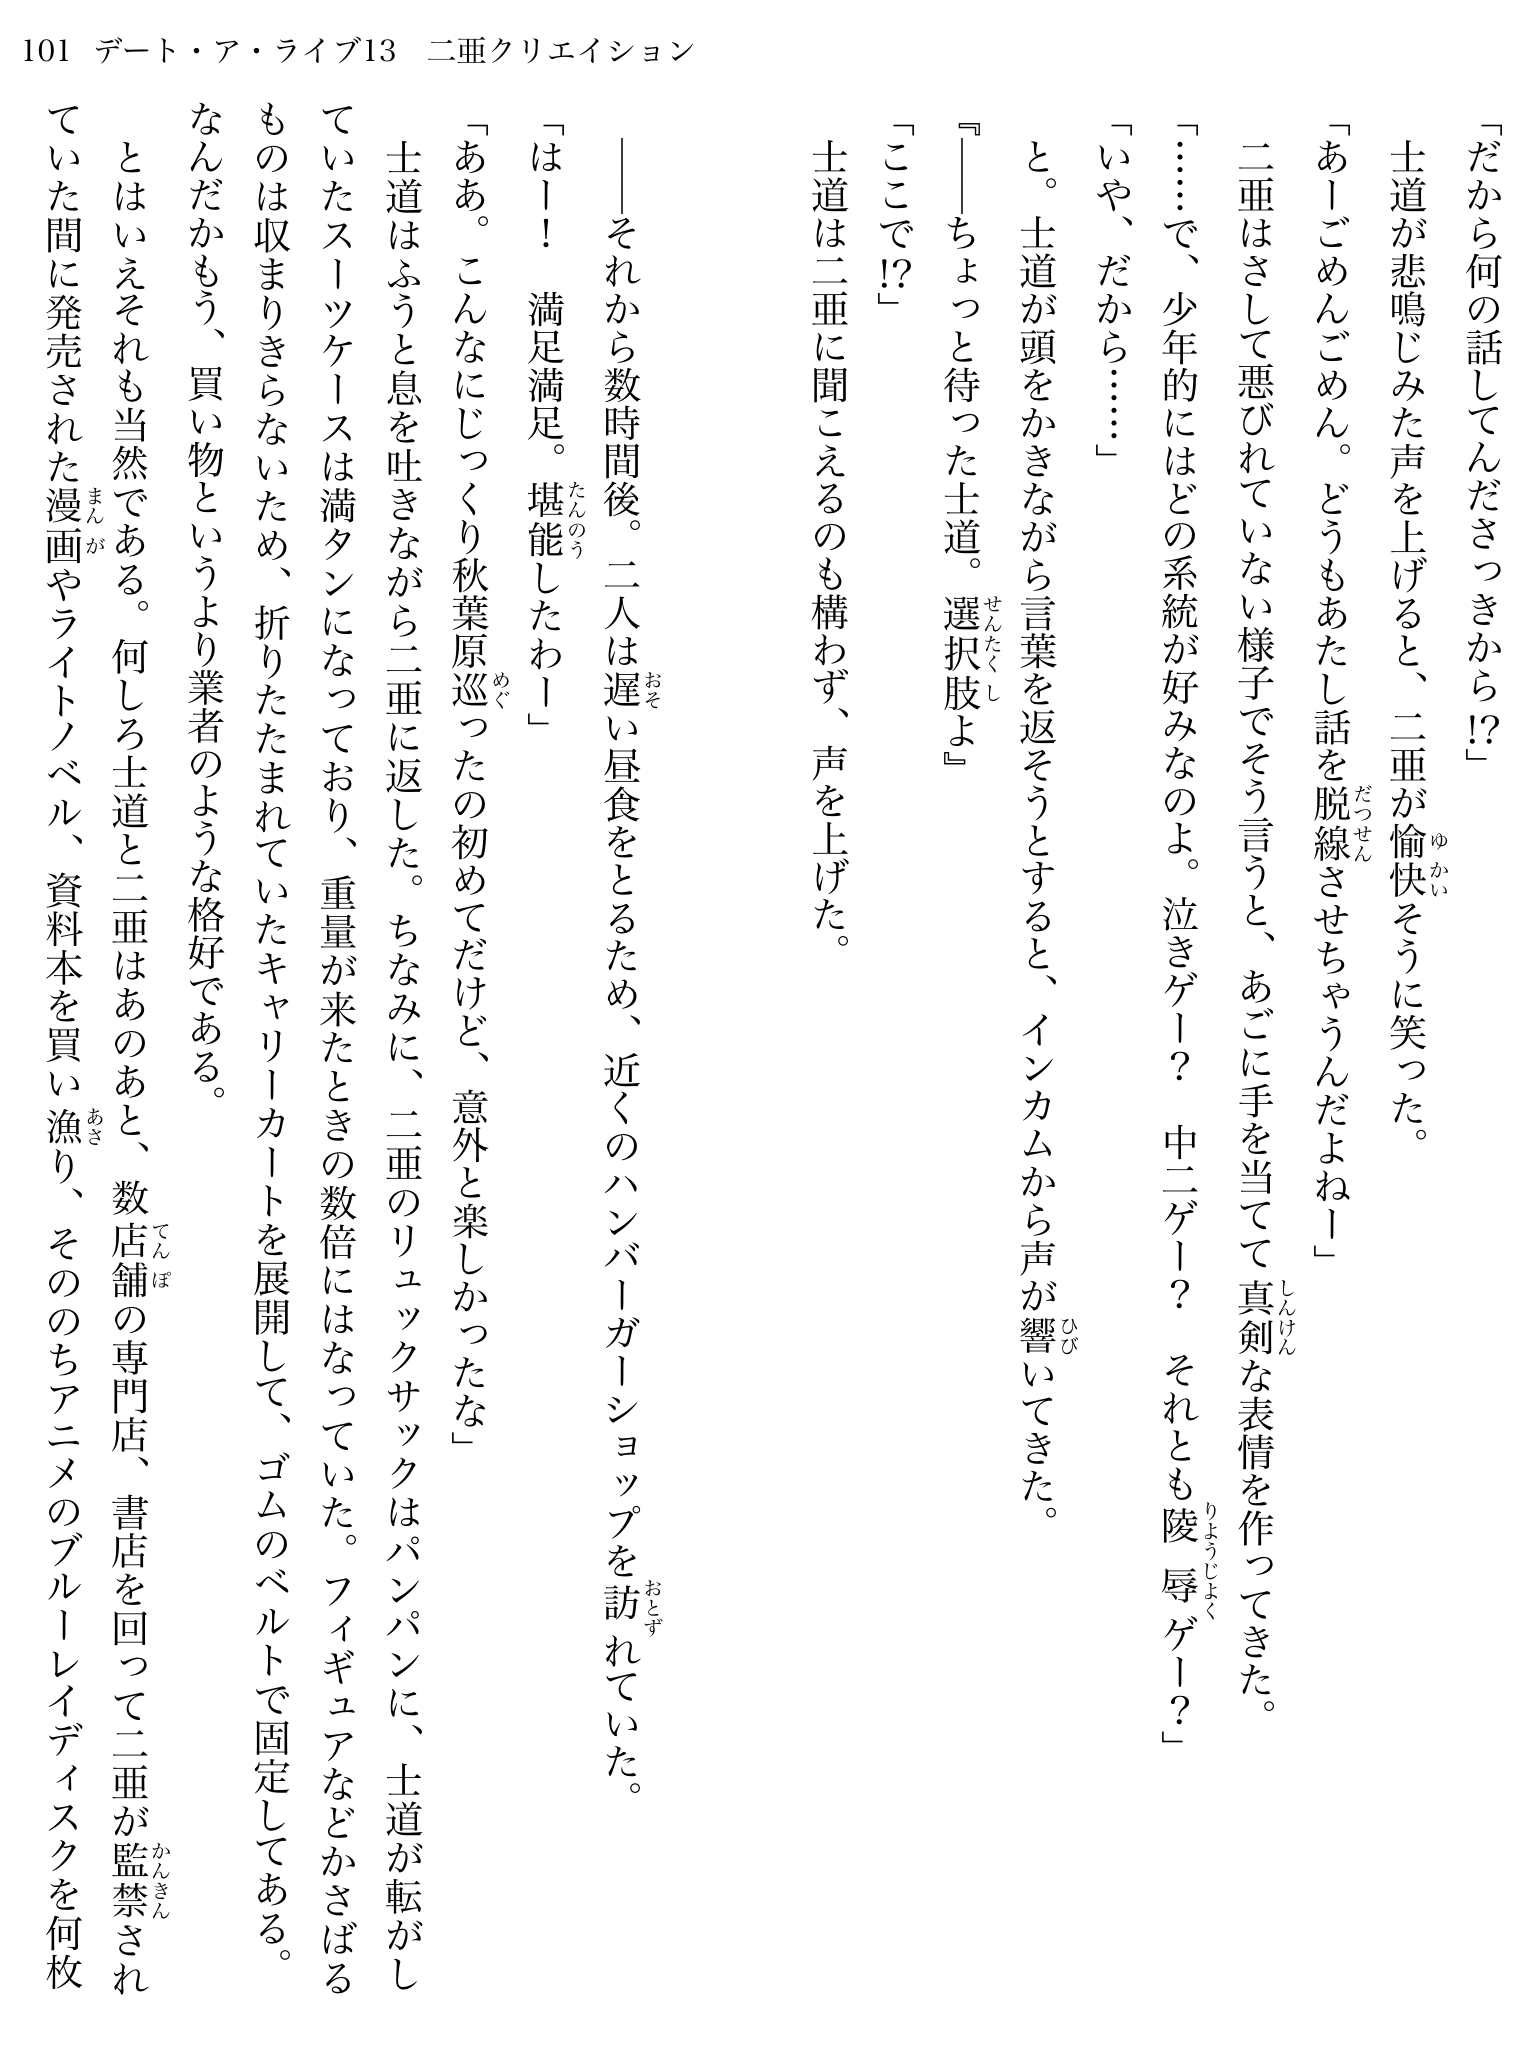 101 デート・ア・ライブ13　二亜クリエイション
「だから何の話してんださっきから!?」
　士道が悲鳴じみた声を上げると、二亜が愉快そうに笑った。
「あーごめんごめん。どうもあたし話を脱線させちゃうんだよねー」
　二亜はさして悪びれていない様子でそう言うと、あごに手を当てて真剣な表情を作ってきた。
「……で、少年的にはどの系統が好みなのよ。泣きゲー？　中二ゲー？　それとも陵辱ゲー？」
「いや、だから……」
　と。士道が頭をかきながら言葉を返そうとすると、インカムから声が響いてきた。
『――ちょっと待った士道。選択肢よ』
「ここで!?」
　士道は二亜に聞こえるのも構わず、声を上げた。
　――それから数時間後。二人は遅い昼食をとるため、近くのハンバーガーショップを訪れていた。
「はー！　満足満足。堪能したわー」
「ああ。こんなにじっくり秋葉原巡ったの初めてだけど、意外と楽しかったな」
　士道はふうと息を吐きながら二亜に返した。ちなみに、二亜のリュックサックはパンパンに、士道が転がし
ていたスーツケースは満タンになっており、重量が来たときの数倍にはなっていた。フィギュアなどかさばる
ものは収まりきらないため、折りたたまれていたキャリーカートを展開して、ゴムのベルトで固定してある。
なんだかもう、買い物というより業者のような格好である。
　とはいえそれも当然である。何しろ士道と二亜はあのあと、数店舗の専門店、書店を回って二亜が監禁され
ていた間に発売された漫画やライトノベル、資料本を買い漁り、そののちアニメのブルーレイディスクを何枚